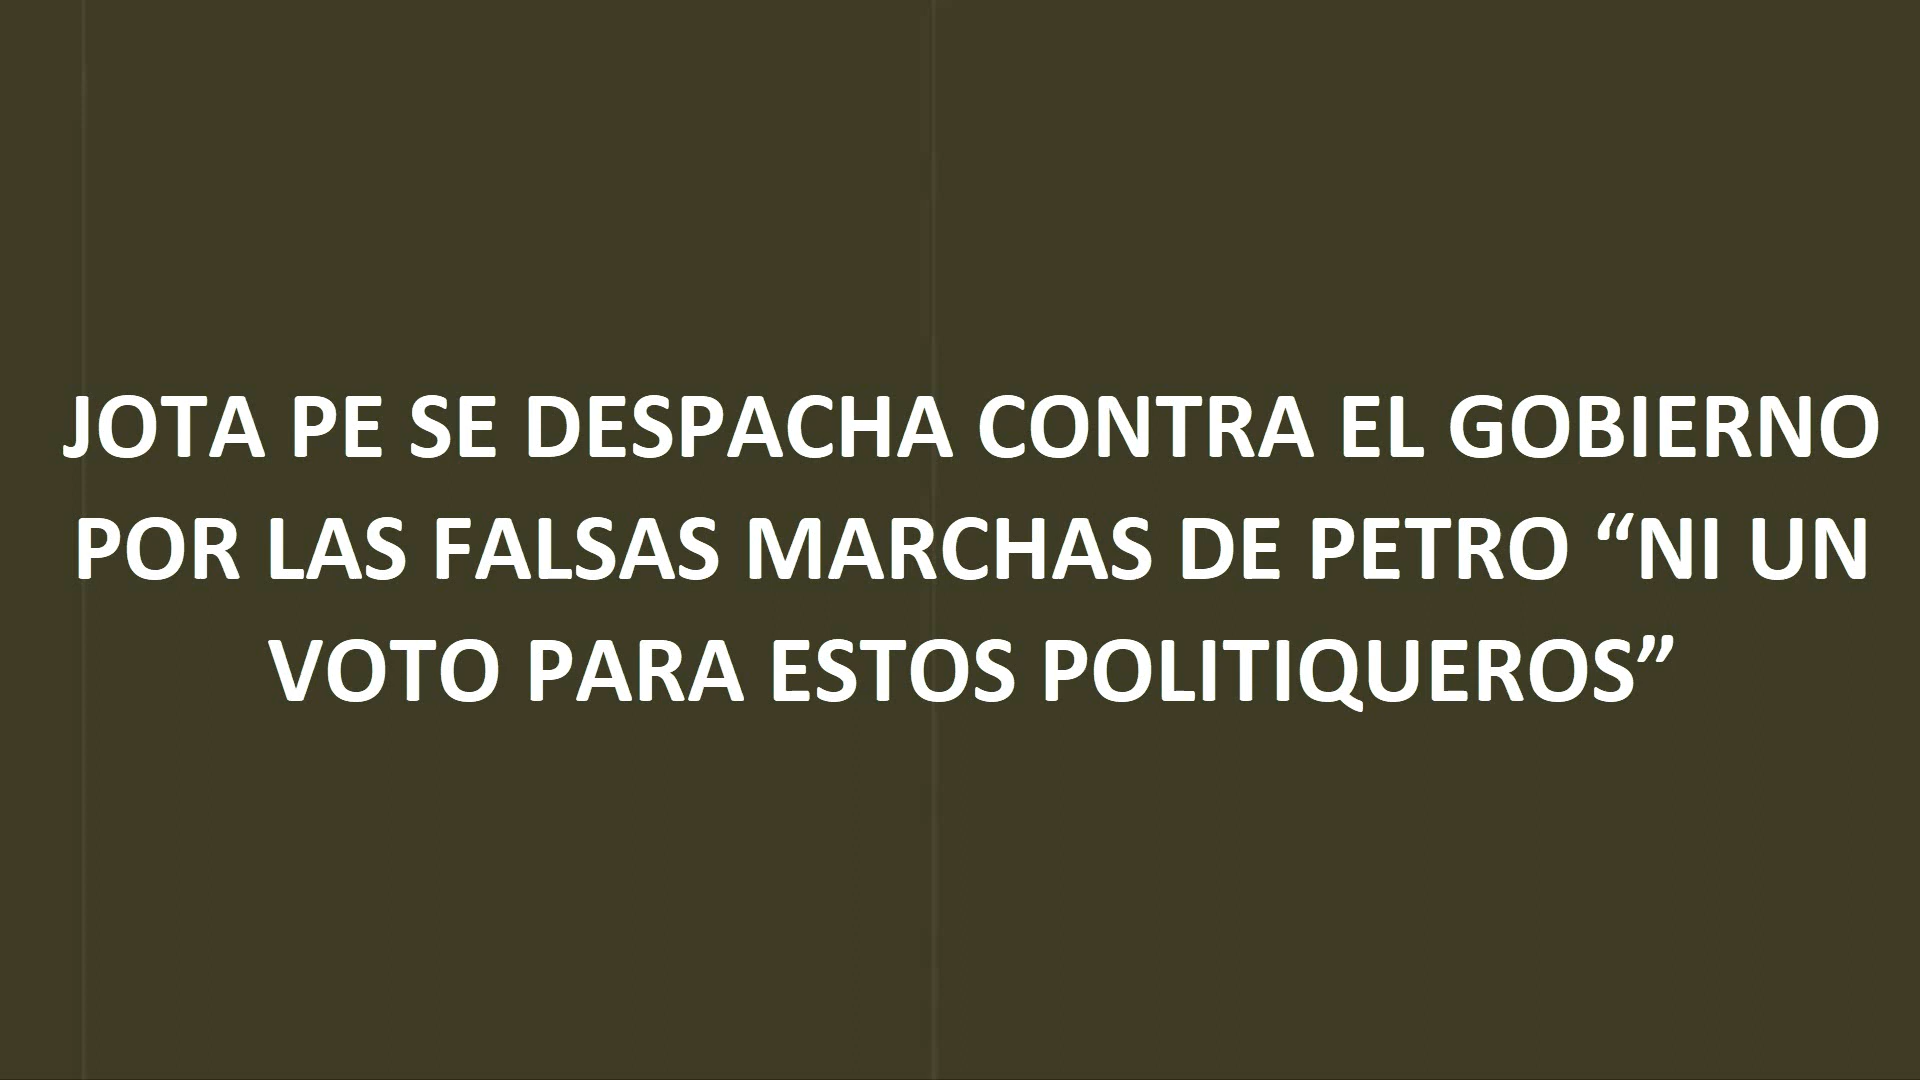 JOTA PE SE DESPACHA CONTRA EL GOBIERNO
POR LAS FALSAS MARCHAS DE PETRO “NI UN
VOTO PARA ESTOS POLITIQUEROS”